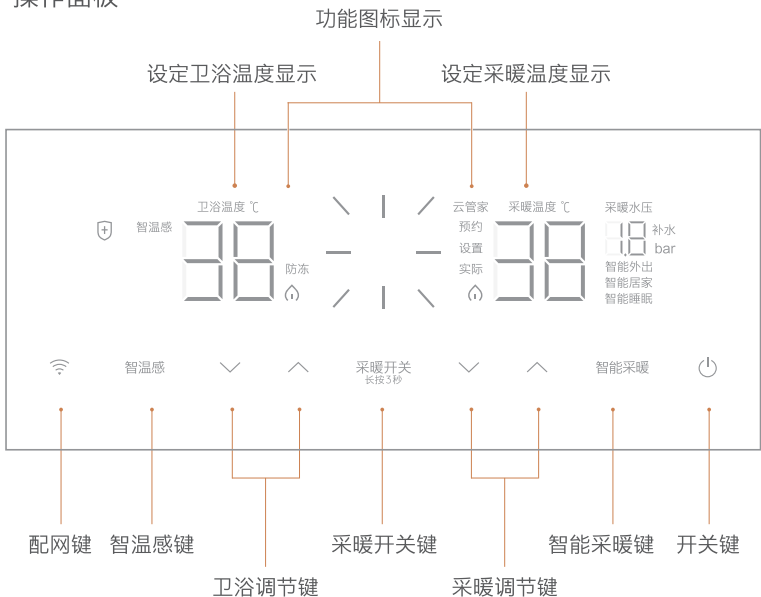 操作面板
功能图标显示
设定卫浴温度显示
设定采暖温度显示
卫浴温度 ℃
云管家
采暖温度 ℃
采暖水压
智温感
38
预约
38
1.8
补水
设置
bar
防冻
实际
智能外出
智能居家
智能睡眠
智温感
采暖开关
长按3秒
智能采暖
配网键
智温感键
采暖开关键
智能采暖键
开关键
卫浴调节键
采暖调节键